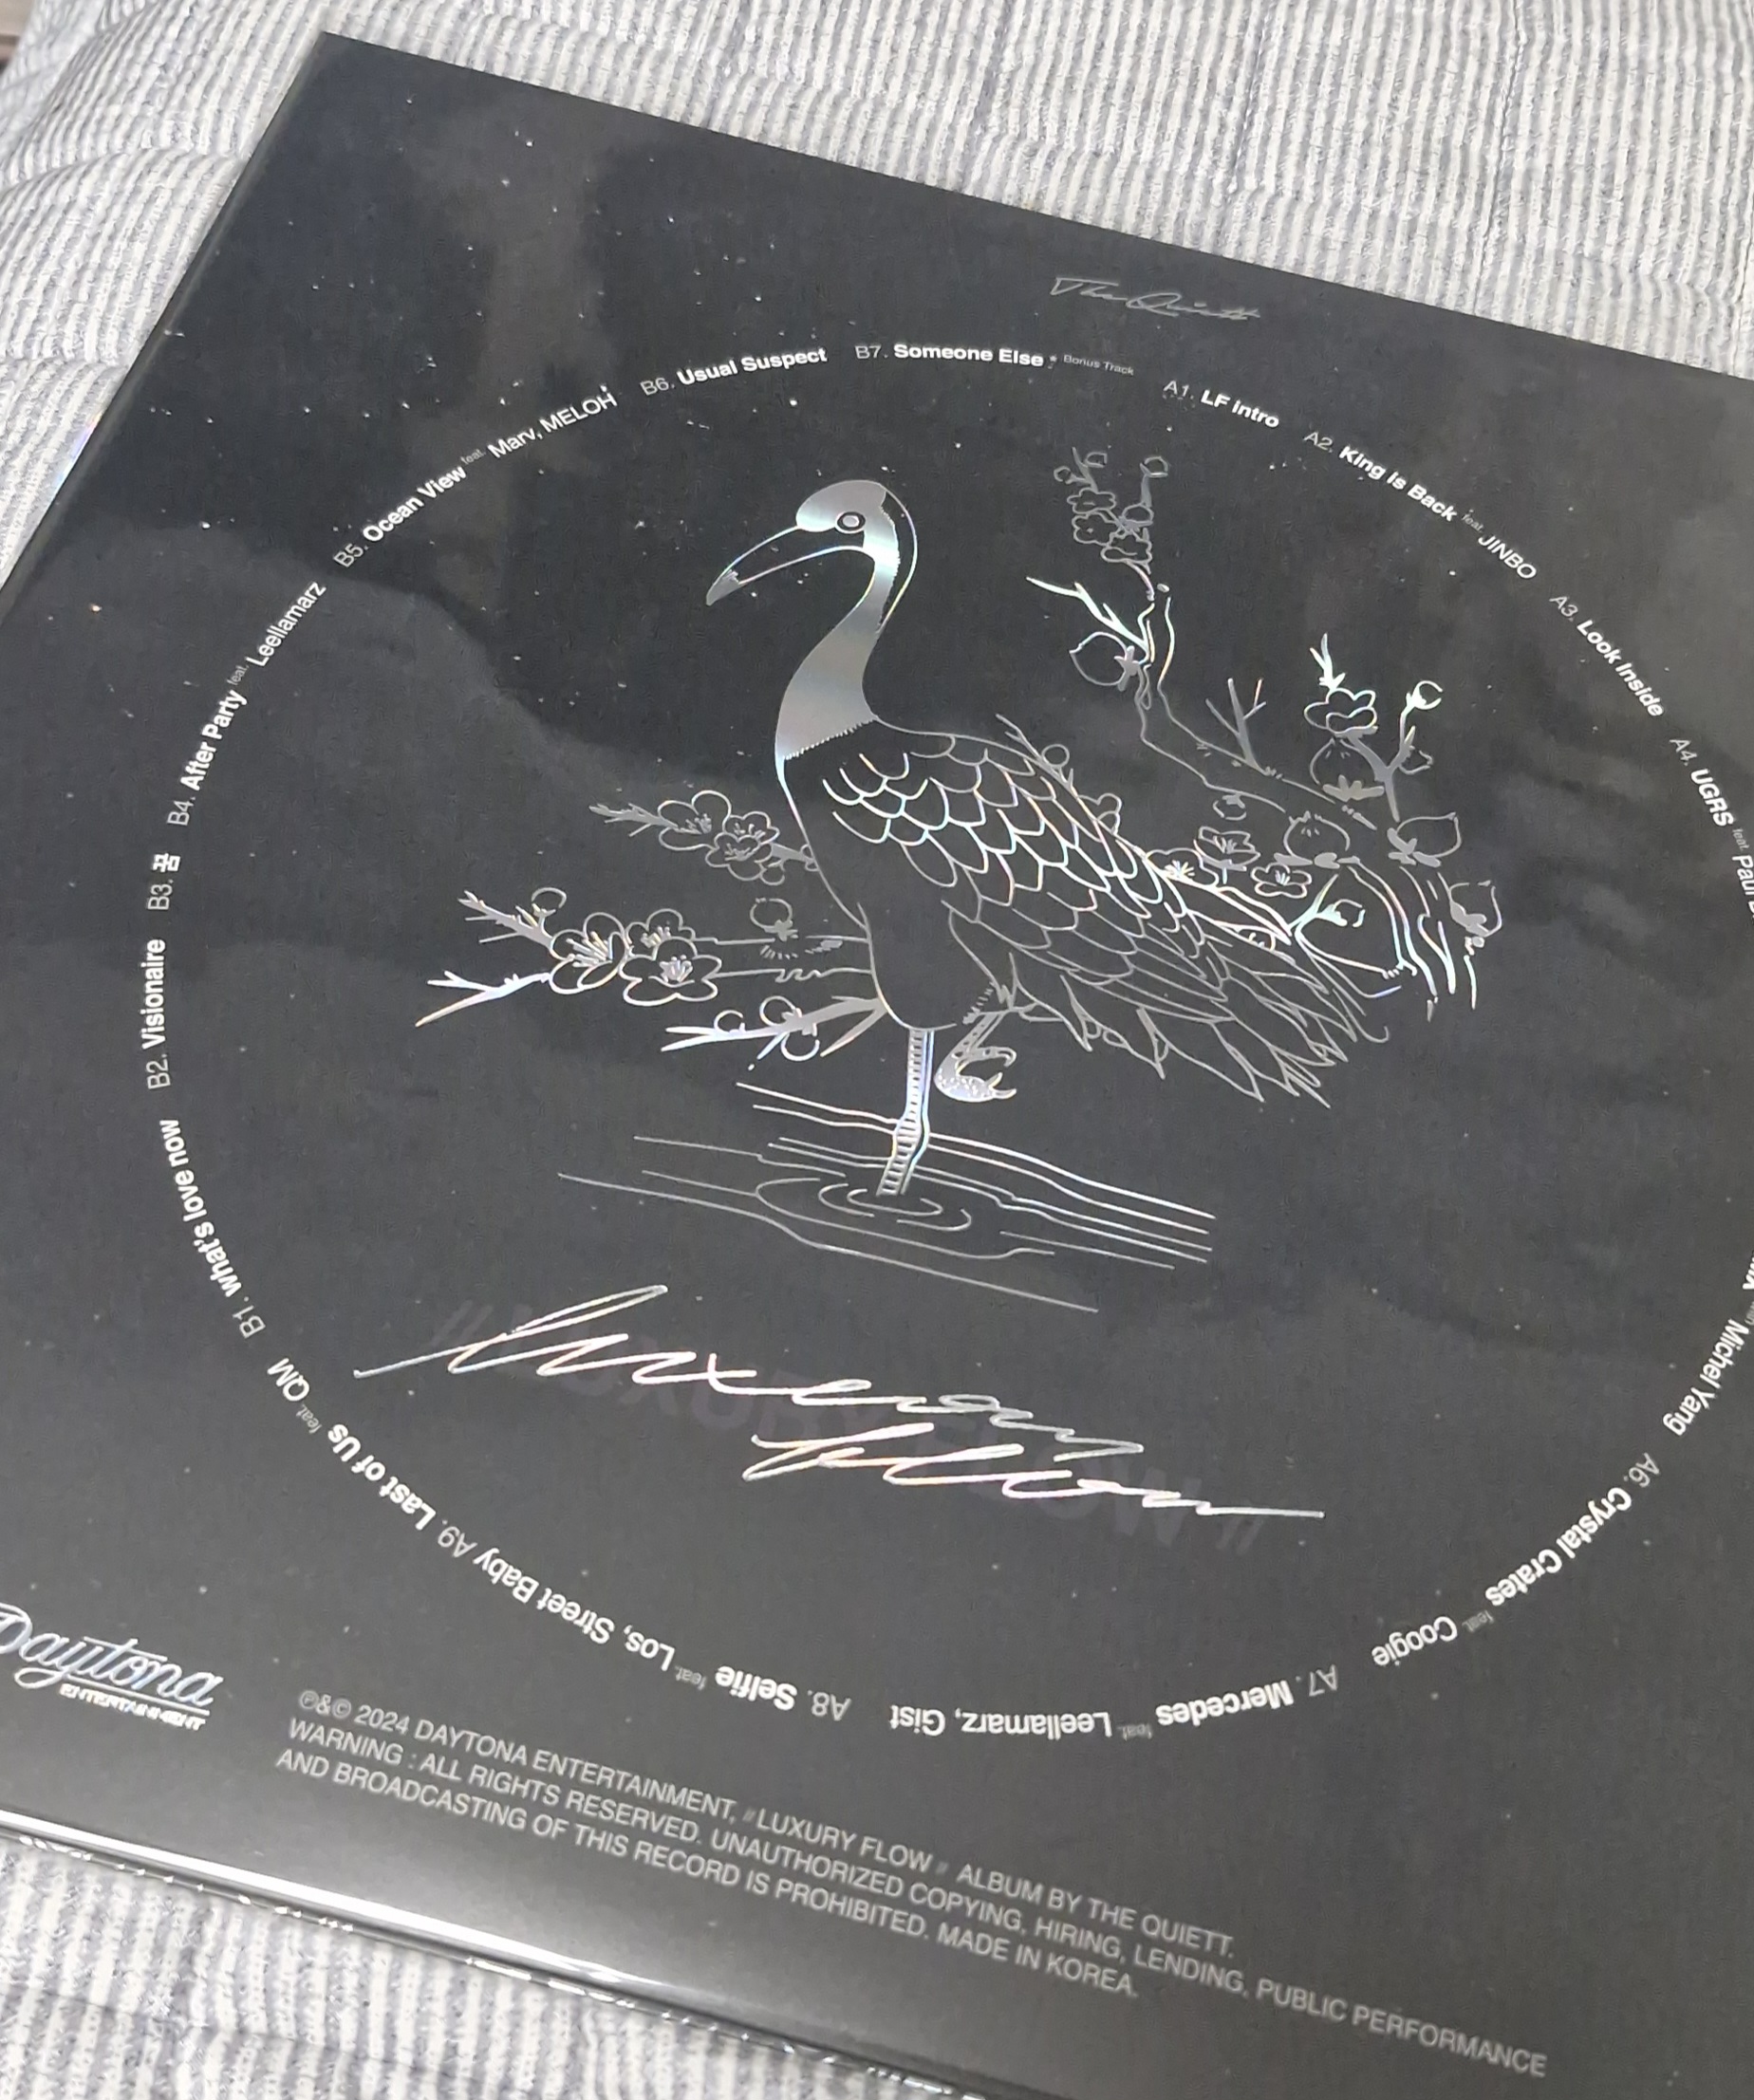 The Quiett
A1. LF intro
A2. King is Back feat. JINBO
A3. Look Inside
A4. UGRS feat. Paul
Michel Yang
A6. Crystal Crates feat. Coogie
A7. Mercedes feat. Leellamarz, Gist
A8. Selfie feat. Los, Street Baby
A9. Last of Us feat. QM
B1. what's love now
B2. Visionaire
B3. 꿈
B4. After Party feat. Leellamarz
B5. Ocean View feat. Marv, MELOH
B6. Usual Suspect
B7. Someone Else * Bonus Track
luxury
flow
〃LUXURY FLOW〃
Daytona
ENTERTAINMENT
℗&© 2024 DAYTONA ENTERTAINMENT, 〃LUXURY FLOW〃 ALBUM BY THE QUIETT.
WARNING : ALL RIGHTS RESERVED. UNAUTHORIZED COPYING, HIRING, LENDING, PUBLIC PERFORMANCE
AND BROADCASTING OF THIS RECORD IS PROHIBITED. MADE IN KOREA.